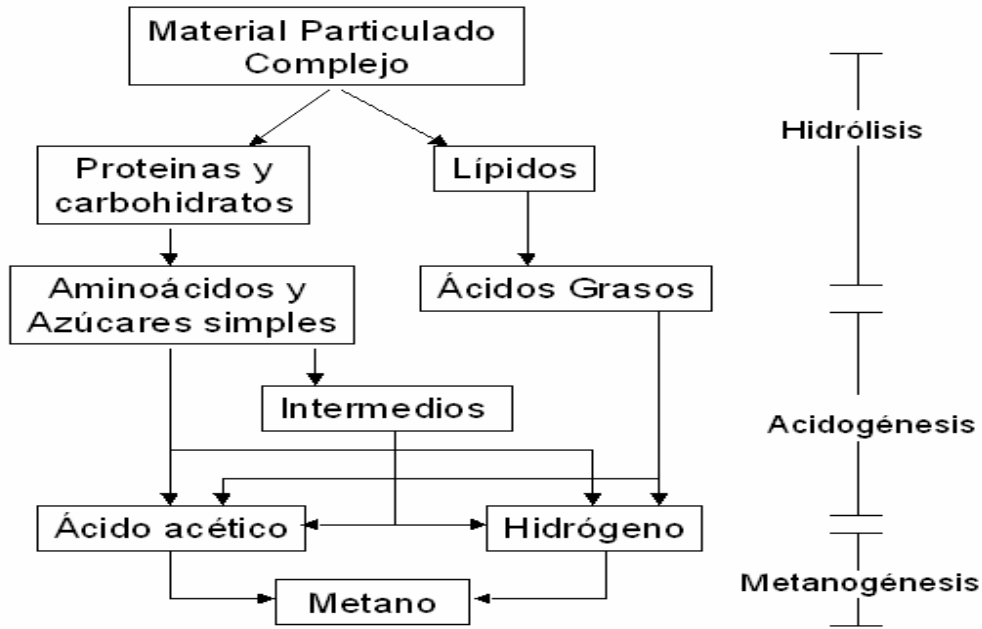 Material Particulado
Complejo
Hidrólisis
Proteinas y
carbohidratos
Lípidos
Aminoácidos y
Azúcares simples
Ácidos Grasos
Intermedios
Acidogénesis
Ácido acético
Hidrógeno
Metanogénesis
Metano